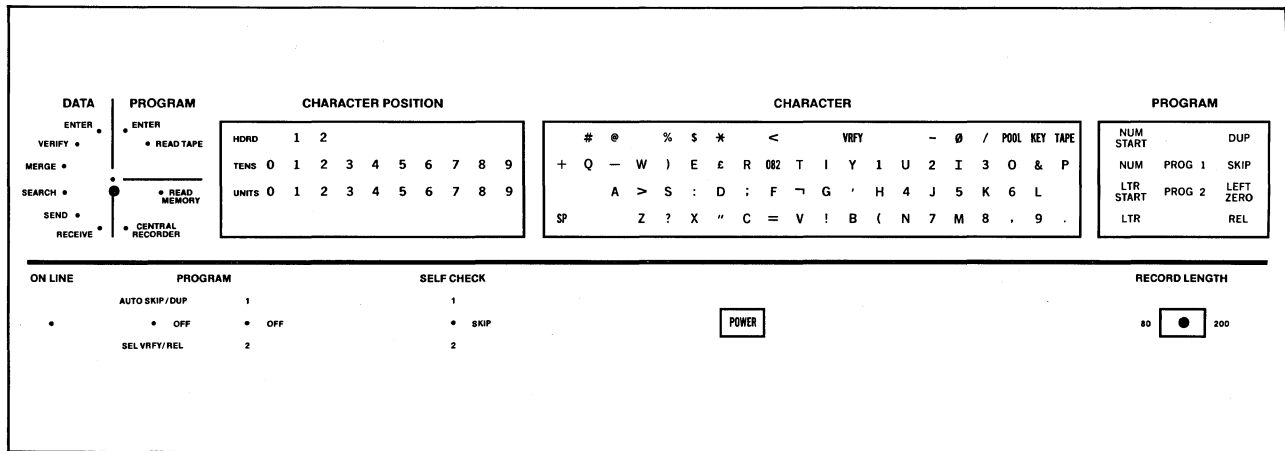 DATA PROGRAM CHARACTER POSITION CHARACTER PROGRAM
ENTER ENTER
VERIFY READ TAPE
MERGE
SEARCH READ MEMORY
SEND
RECEIVE CENTRAL RECORDER
HDRD 1 2
TENS 0 1 2 3 4 5 6 7 8 9
UNITS 0 1 2 3 4 5 6 7 8 9
# @ % $ * < VRFY - Ø / POOL KEY TAPE
+ Q — W ) E £ R 082 T I Y 1 U 2 I 3 O & P
A > S : D ; F ¬ G ' H 4 J 5 K 6 L
SP Z ? X " C = V ! B ( N 7 M 8 , 9 .
NUM START DUP
NUM PROG 1 SKIP
LTR START PROG 2 LEFT ZERO
LTR REL
ON LINE PROGRAM SELF CHECK RECORD LENGTH
AUTO SKIP/DUP 1 1
OFF OFF SKIP POWER 80 200
SEL VRFY/REL 2 2